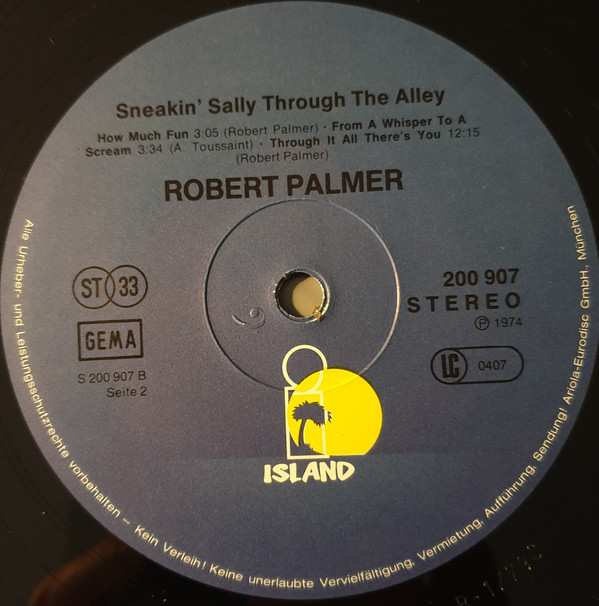 Sneakin' Sally Through The Alley
How Much Fun 3:05 (Robert Palmer) · From A Whisper To A
Scream 3:34 (A. Toussaint) · Through It All There's You 12:15
(Robert Palmer)
ROBERT PALMER
ST 33
GEMA
S 200 907 B
Seite 2
200 907
STEREO
Ⓟ 1974
LC 0407
ISLAND
Alle Urheber- und Leistungsschutzrechte vorbehalten – Kein Verleih! Keine unerlaubte Vervielfältigung, Vermietung, Aufführung, Sendung! Ariola-Eurodisc GmbH, München